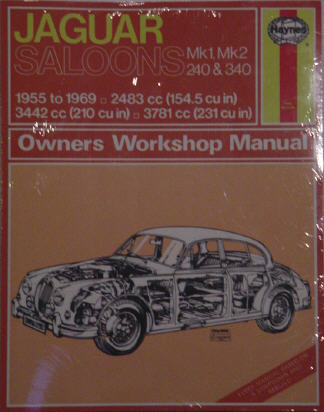 JAGUAR
SALOONS Mk1, Mk2
240 & 340
Haynes
1955 to 1969 □ 2483 cc (154.5 cu in)
3442 cc (210 cu in) □ 3781 cc (231 cu in)
Owners Workshop Manual